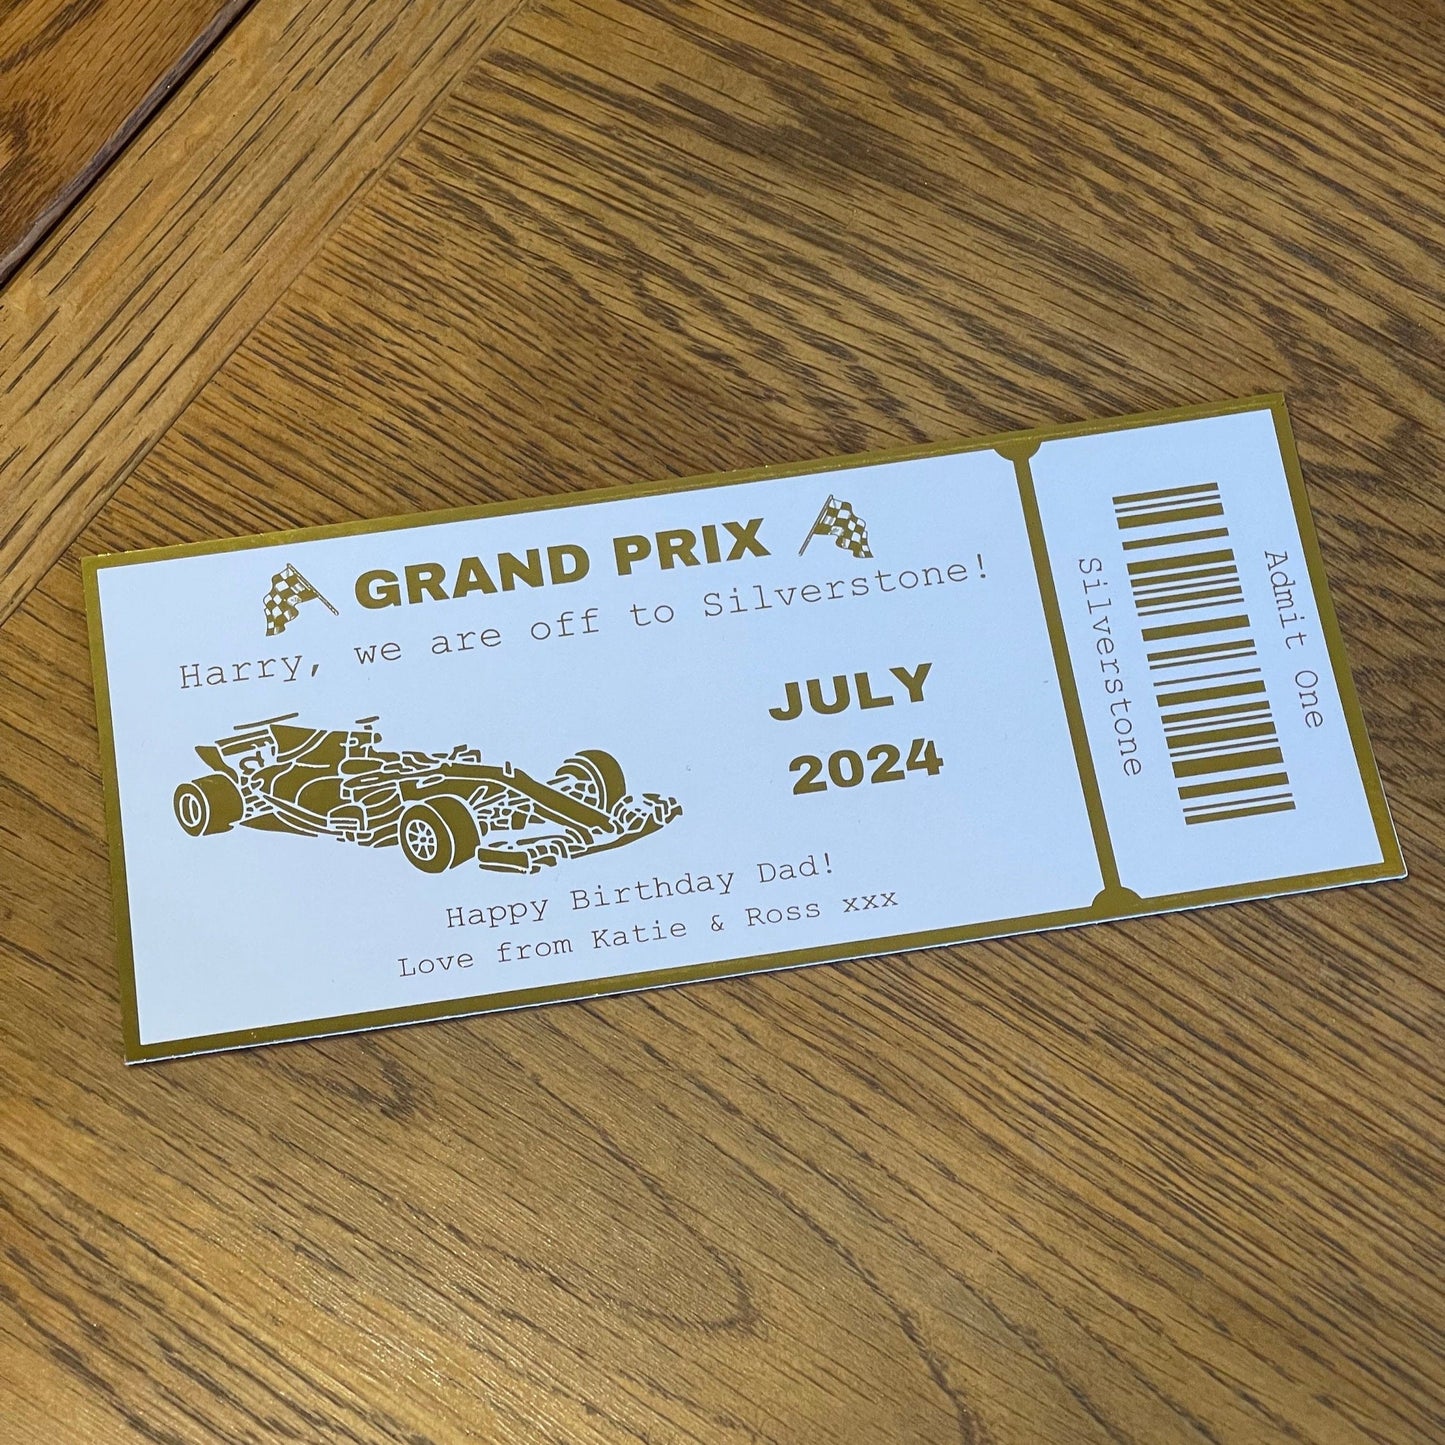 GRAND PRIX
Harry, we are off to Silverstone!
JULY
2024
Happy Birthday Dad!
Love from Katie & Ross xxx
Silverstone
Admit One